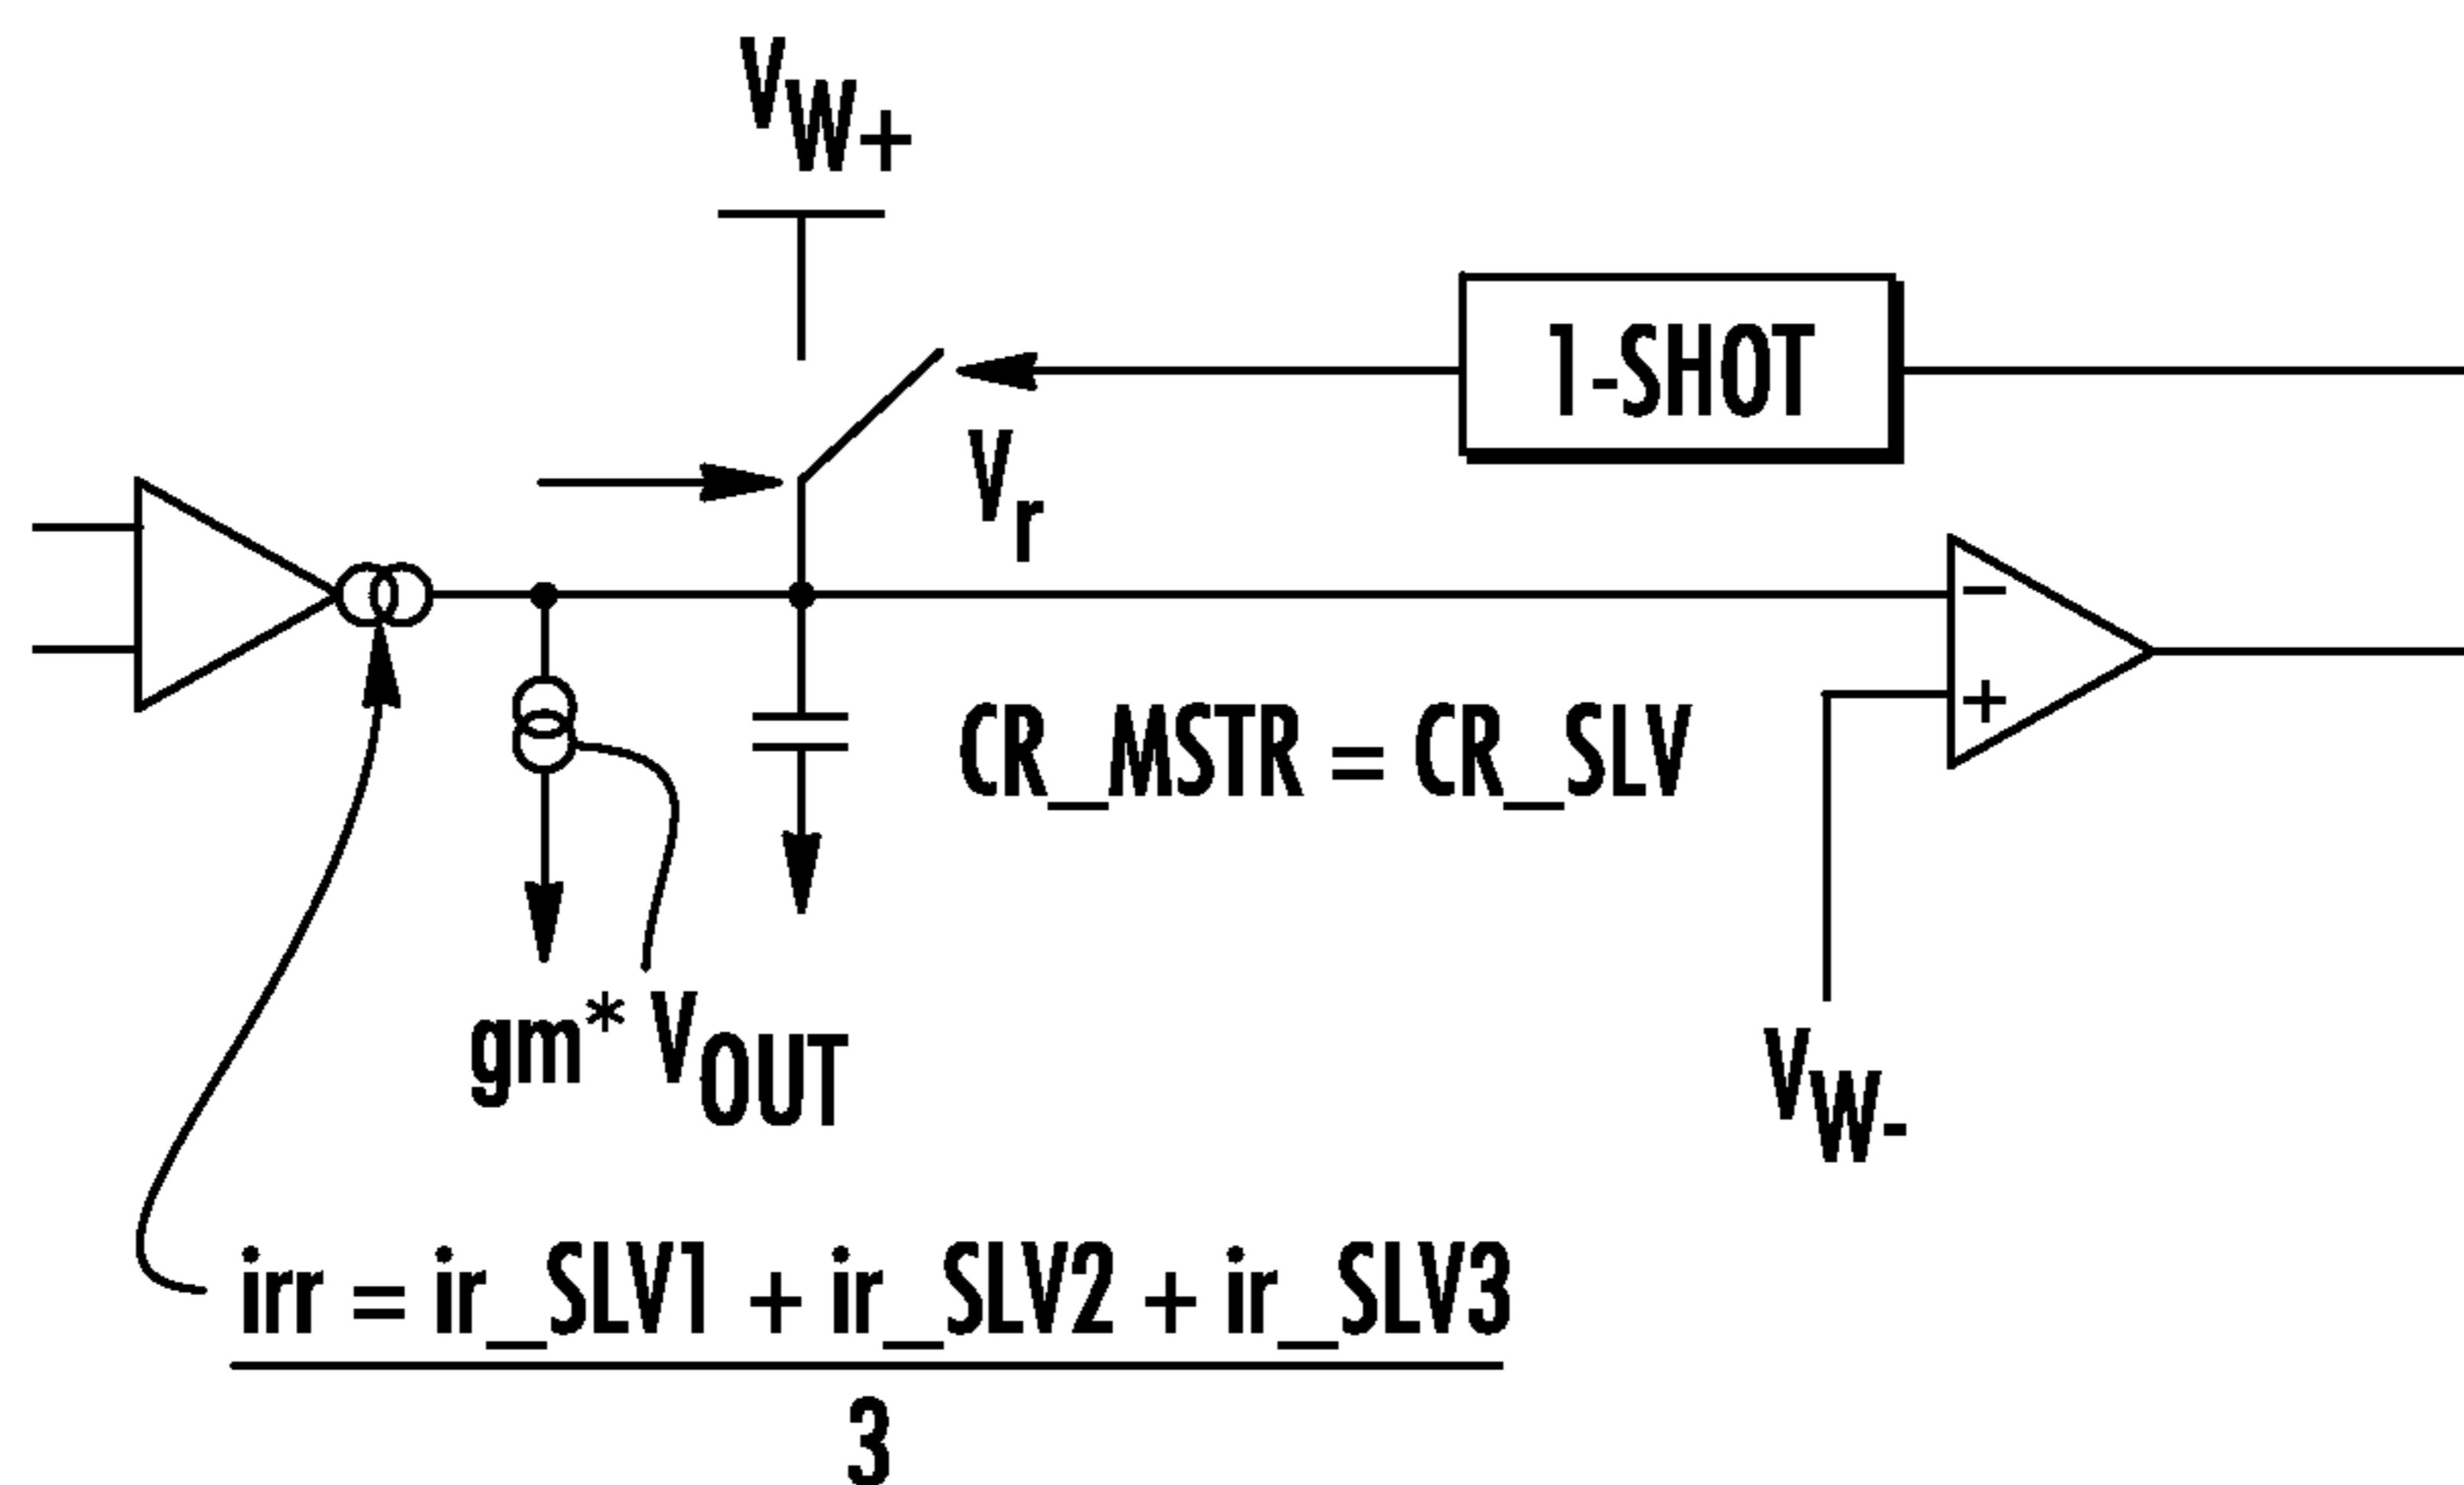 VW+
1-SHOT
Vr
−
CR_MSTR = CR_SLV
+
gm* VOUT
VW-
irr = ir_SLV1 + ir_SLV2 + ir_SLV3
3